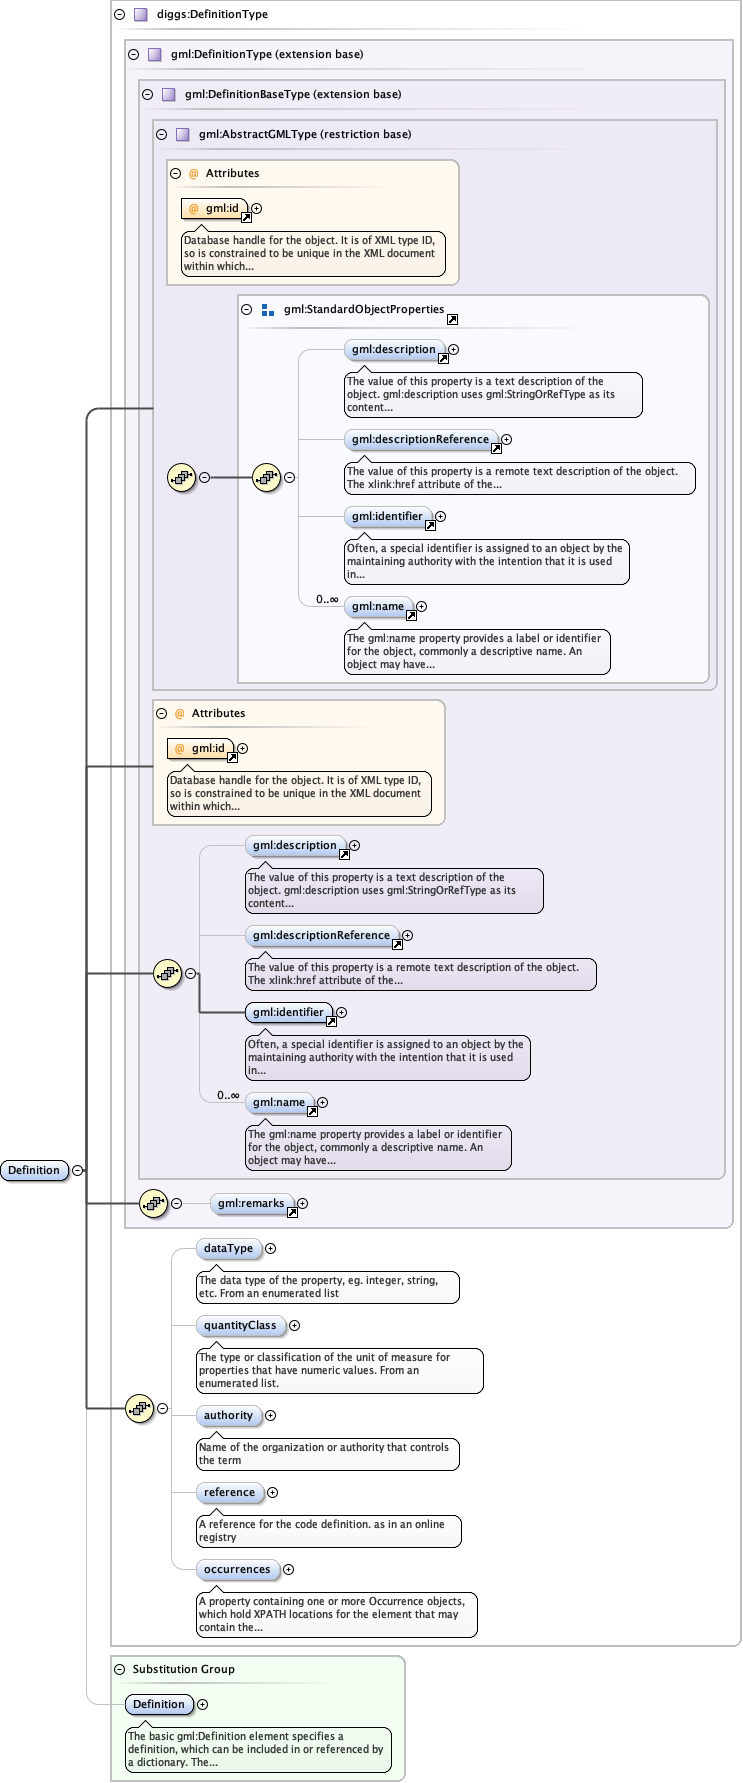 diggs:DefinitionType
gml:DefinitionType (extension base)
gml:DefinitionBaseType (extension base)
gml:AbstractGMLType (restriction base)
@ Attributes
@ gml:id
Database handle for the object. It is of XML type ID,
so is constrained to be unique in the XML document
within which...
gml:StandardObjectProperties
gml:description
The value of this property is a text description of the
object. gml:description uses gml:StringOrRefType as its
content...
gml:descriptionReference
The value of this property is a remote text description of the object.
The xlink:href attribute of the...
gml:identifier
Often, a special identifier is assigned to an object by the
maintaining authority with the intention that it is used
in...
0..∞
gml:name
The gml:name property provides a label or identifier
for the object, commonly a descriptive name. An
object may have...
@ Attributes
@ gml:id
Database handle for the object. It is of XML type ID,
so is constrained to be unique in the XML document
within which...
gml:description
The value of this property is a text description of the
object. gml:description uses gml:StringOrRefType as its
content...
gml:descriptionReference
The value of this property is a remote text description of the object.
The xlink:href attribute of the...
gml:identifier
Often, a special identifier is assigned to an object by the
maintaining authority with the intention that it is used
in...
0..∞
gml:name
The gml:name property provides a label or identifier
for the object, commonly a descriptive name. An
object may have...
Definition
gml:remarks
dataType
The data type of the property, eg. integer, string,
etc. From an enumerated list
quantityClass
The type or classification of the unit of measure for
properties that have numeric values. From an
enumerated list.
authority
Name of the organization or authority that controls
the term
reference
A reference for the code definition. as in an online
registry
occurrences
A property containing one or more Occurrence objects,
which hold XPATH locations for the element that may
contain the...
Substitution Group
Definition
The basic gml:Definition element specifies a
definition, which can be included in or referenced by
a dictionary. The...